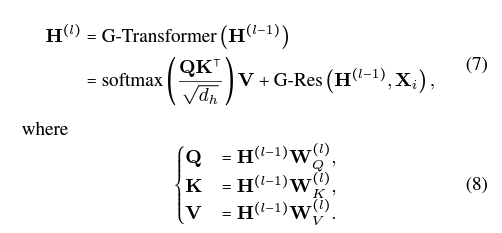 H^(l) = G-Transformer (H^(l−1))
= softmax (QK^⊤ / √d_h) V + G-Res (H^(l−1), X_i) , (7)
where
{ Q = H^(l−1) W_Q^(l),
K = H^(l−1) W_K^(l), (8)
V = H^(l−1) W_V^(l).